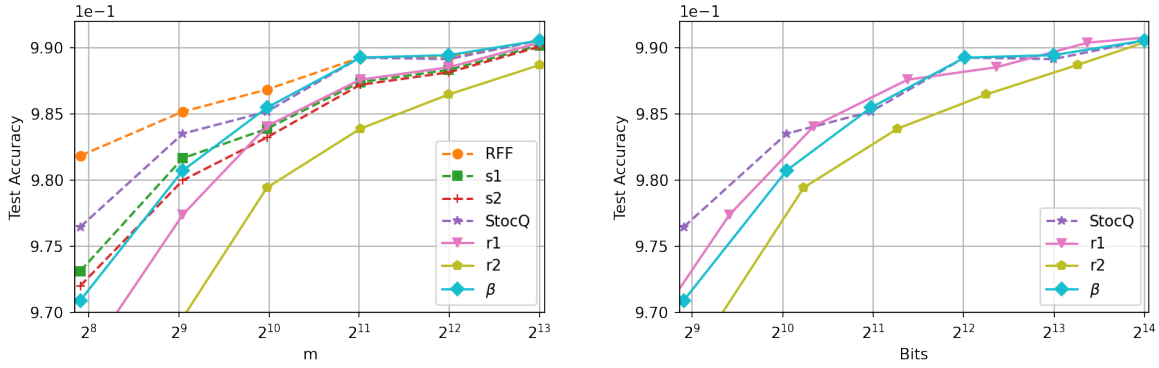 1e−1
9.90
9.85
9.80
9.75
9.70
Test Accuracy
2^8 2^9 2^10 2^11 2^12 2^13
m
RFF
s1
s2
StocQ
r1
r2
β
1e−1
9.90
9.85
9.80
9.75
9.70
Test Accuracy
2^9 2^10 2^11 2^12 2^13 2^14
Bits
StocQ
r1
r2
β